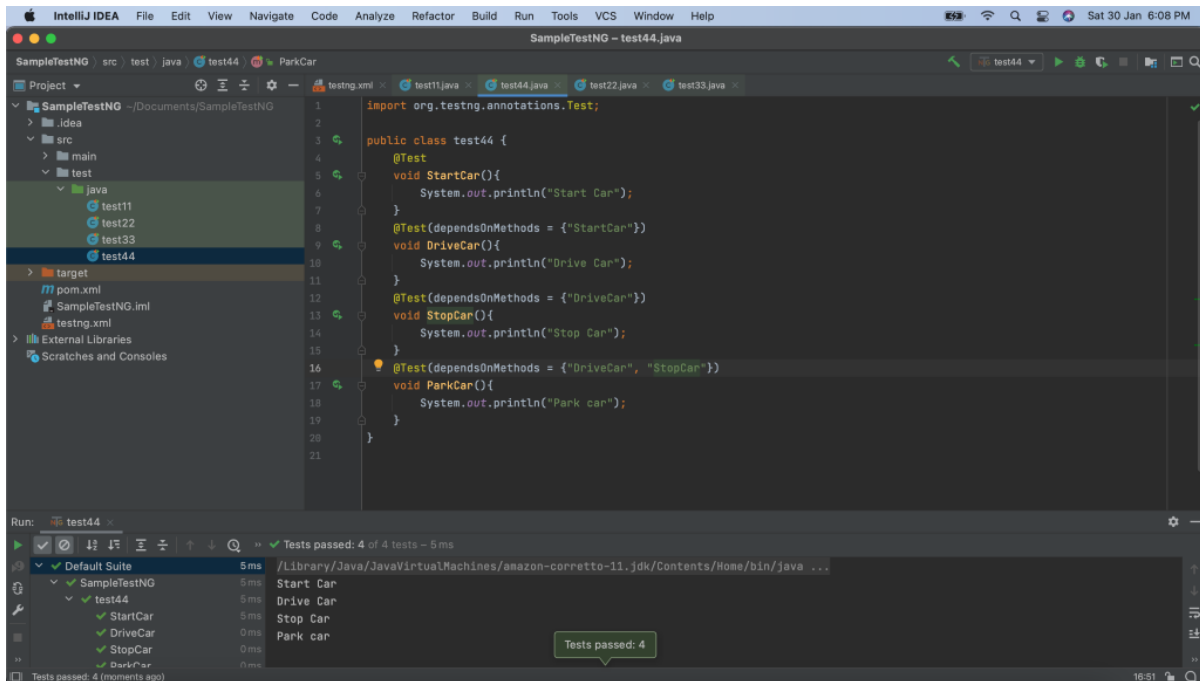 IntelliJ IDEA File Edit View Navigate Code Analyze Refactor Build Run Tools VCS Window Help Sat 30 Jan 6:08 PM
SampleTestNG – test44.java
SampleTestNG src test java test44 ParkCar test44
Project
testng.xml test11.java test44.java test22.java test33.java
SampleTestNG ~/Documents/SampleTestNG
.idea
src
main
test
java
test11
test22
test33
test44
target
pom.xml
SampleTestNG.iml
testng.xml
External Libraries
Scratches and Consoles
1 import org.testng.annotations.Test;
2
3 public class test44 {
4 @Test
5 void StartCar(){
6 System.out.println("Start Car");
7 }
8 @Test(dependsOnMethods = {"StartCar"})
9 void DriveCar(){
10 System.out.println("Drive Car");
11 }
12 @Test(dependsOnMethods = {"DriveCar"})
13 void StopCar(){
14 System.out.println("Stop Car");
15 }
16 @Test(dependsOnMethods = {"DriveCar", "StopCar"})
17 void ParkCar(){
18 System.out.println("Park car");
19 }
20 }
21
Run: test44
Tests passed: 4 of 4 tests – 5 ms
Default Suite 5 ms
SampleTestNG 5 ms
test44 5 ms
StartCar 5 ms
DriveCar 0 ms
StopCar 0 ms
ParkCar 0 ms
/Library/Java/JavaVirtualMachines/amazon-corretto-11.jdk/Contents/Home/bin/java ...
Start Car
Drive Car
Stop Car
Park car
Tests passed: 4
Tests passed: 4 (moments ago) 16:51